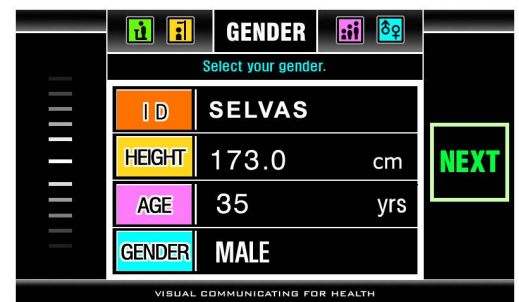 GENDER
Select your gender.
ID SELVAS
HEIGHT 173.0 cm
AGE 35 yrs
GENDER MALE
NEXT
VISUAL COMMUNICATING FOR HEALTH